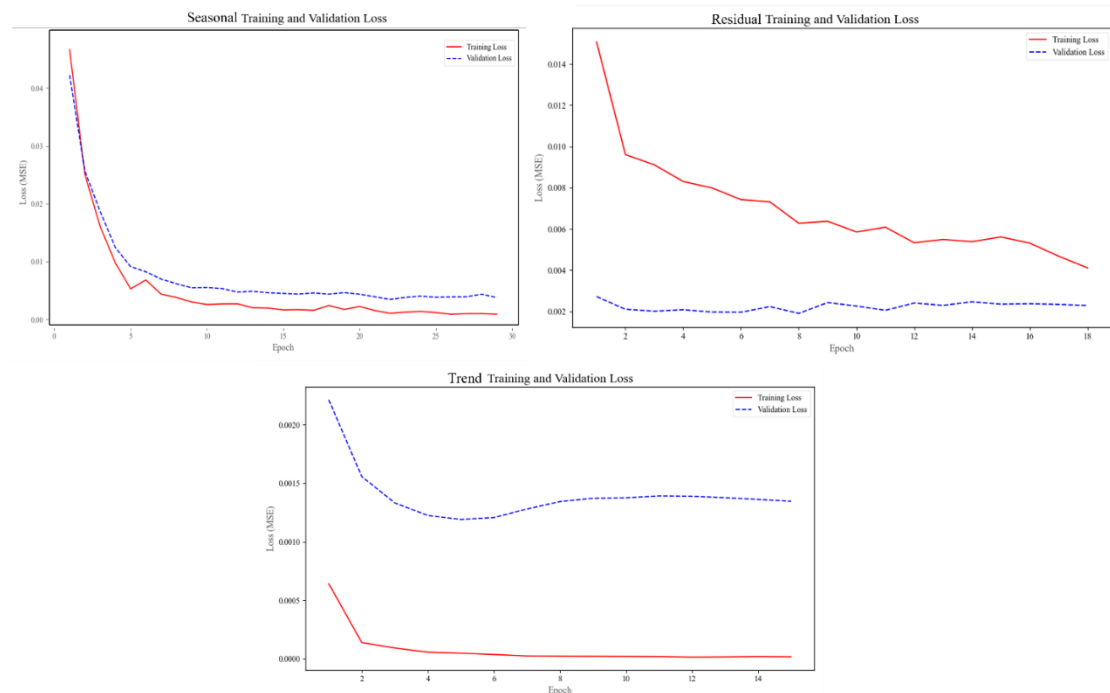 Seasonal Training and Validation Loss
Training Loss
Validation Loss
Loss (MSE)
0.04
0.03
0.02
0.01
0.00
0 5 10 15 20 25 30
Epoch
Residual Training and Validation Loss
Training Loss
Validation Loss
Loss (MSE)
0.014
0.012
0.010
0.008
0.006
0.004
0.002
2 4 6 8 10 12 14 16 18
Epoch
Trend Training and Validation Loss
Training Loss
Validation Loss
Loss (MSE)
0.0020
0.0015
0.0010
0.0005
0.0000
2 4 6 8 10 12 14
Epoch